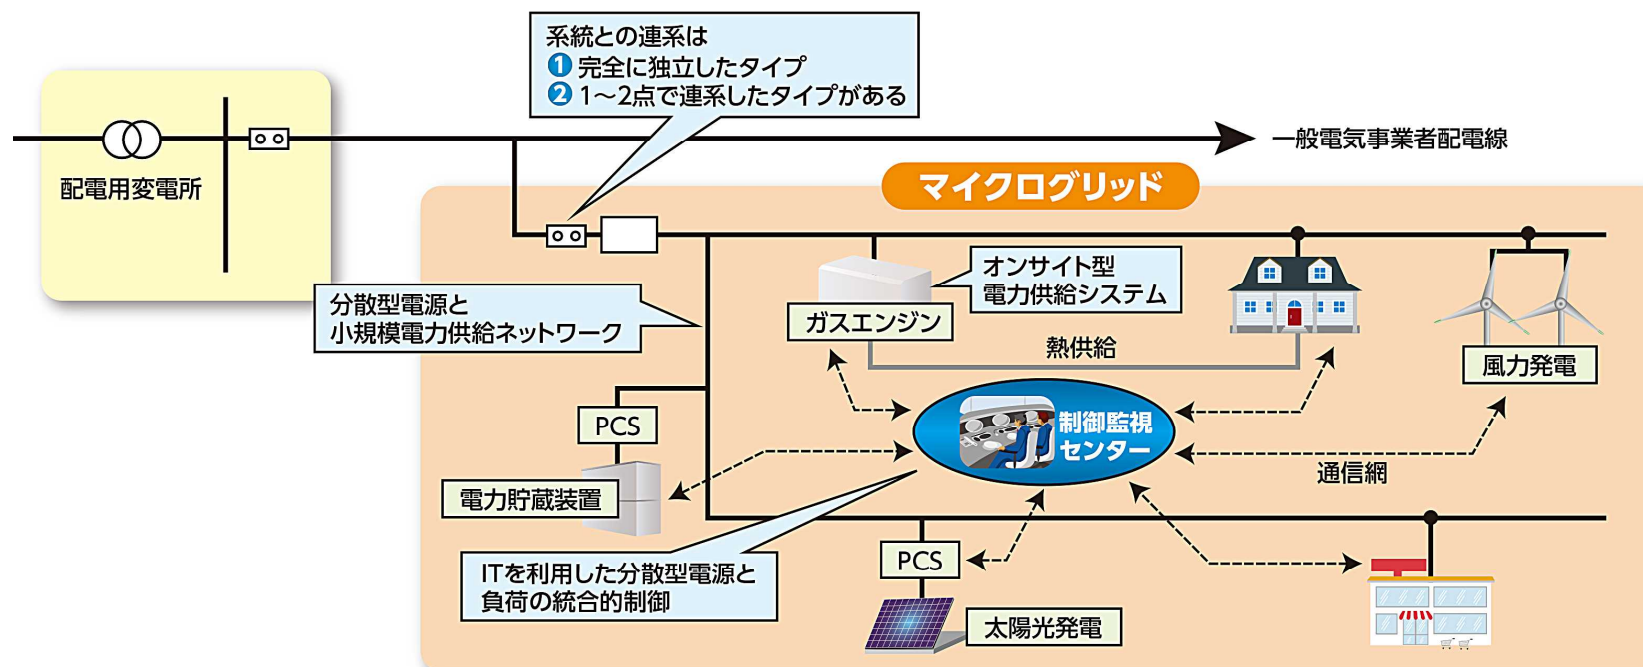 系統との連系は
❶ 完全に独立したタイプ
❷ 1～2点で連系したタイプがある
一般電気事業者配電線
配電用変電所
マイクログリッド
オンサイト型
電力供給システム
分散型電源と
小規模電力供給ネットワーク
ガスエンジン
熱供給
風力発電
PCS
制御監視
センター
通信網
電力貯蔵装置
PCS
ITを利用した分散型電源と
負荷の統合的制御
太陽光発電